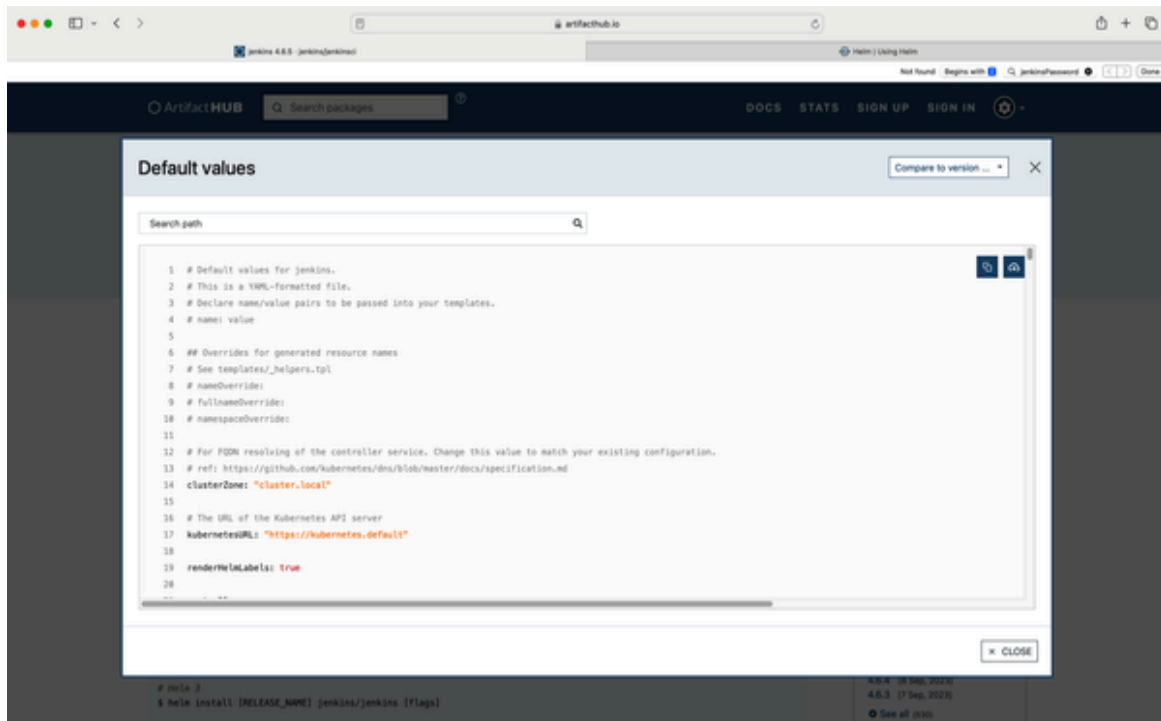 artifacthub.io
jenkins 4.6.5 · jenkins/jenkinsci
Helm | Using Helm
Not found Begins with jenkinsPassword Done
Artifact HUB Search packages DOCS STATS SIGN UP SIGN IN
Default values
Compare to version ...
Search path
1 # Default values for jenkins.
2 # This is a YAML-formatted file.
3 # Declare name/value pairs to be passed into your templates.
4 # name: value
5
6 ## Overrides for generated resource names
7 # See templates/_helpers.tpl
8 # nameOverride:
9 # fullnameOverride:
10 # namespaceOverride:
11
12 # For FQDN resolving of the controller service. Change this value to match your existing configuration.
13 # ref: https://github.com/kubernetes/dns/blob/master/docs/specification.md
14 clusterZone: "cluster.local"
15
16 # The URL of the Kubernetes API server
17 kubernetesURL: "https://kubernetes.default"
18
19 renderHelmLabels: true
20
× CLOSE
# Helm 3
$ helm install [RELEASE_NAME] jenkins/jenkins [flags]
4.6.4 (8 Sep, 2023)
4.6.3 (7 Sep, 2023)
See all (930)